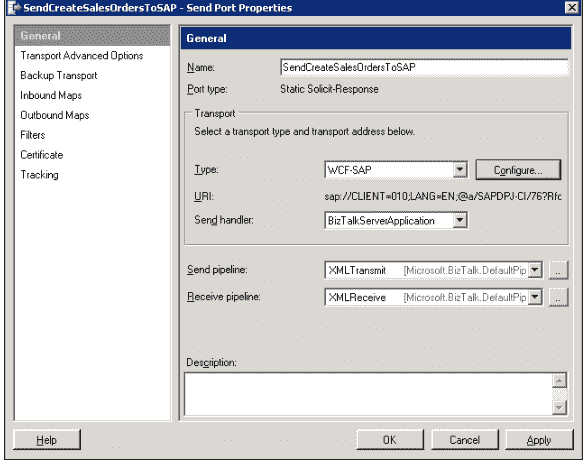 SendCreateSalesOrdersToSAP - Send Port Properties
General
Transport Advanced Options
Backup Transport
Inbound Maps
Outbound Maps
Filters
Certificate
Tracking
General
Name: SendCreateSalesOrdersToSAP
Port type: Static Solicit-Response
Transport
Select a transport type and transport address below.
Type: WCF-SAP Configure...
URI: sap://CLIENT=010;LANG=EN;@a/SAPDPJ-CI/76?Rfc
Send handler: BizTalkServerApplication
Send pipeline: XMLTransmit [Microsoft.BizTalk.DefaultPip ...
Receive pipeline: XMLReceive [Microsoft.BizTalk.DefaultPip ...
Description:
Help OK Cancel Apply